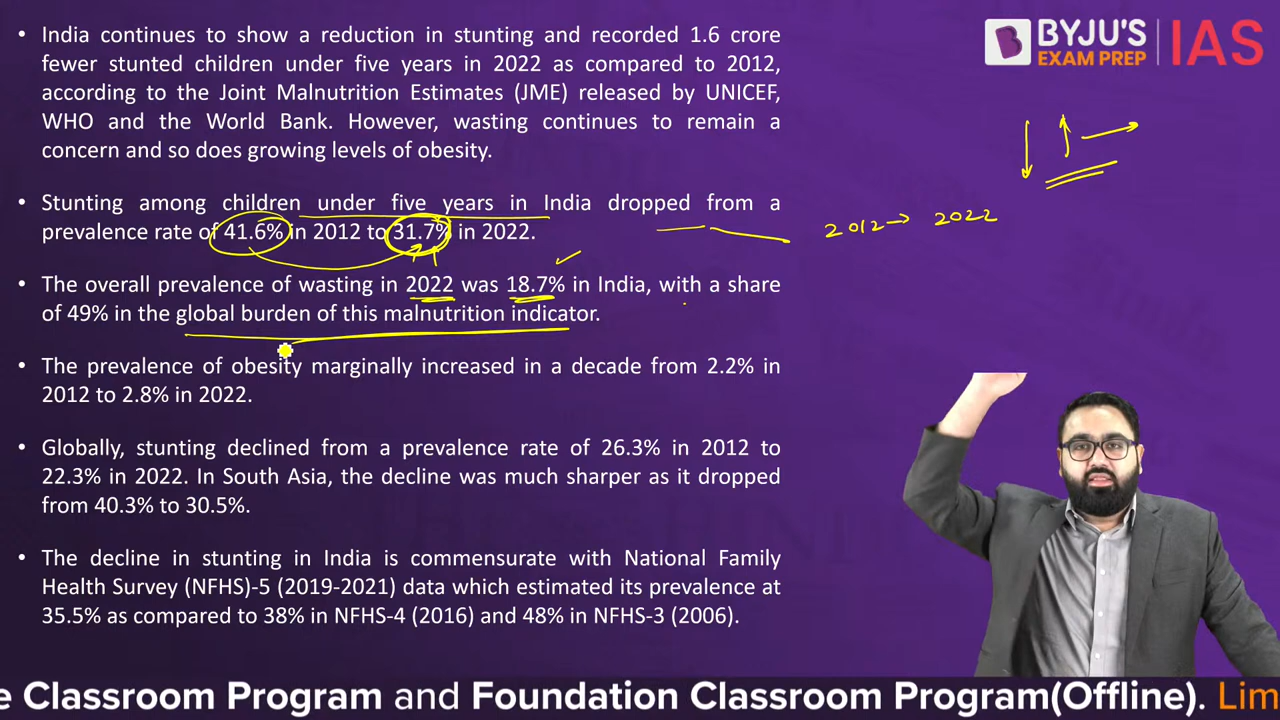 • India continues to show a reduction in stunting and recorded 1.6 crore
fewer stunted children under five years in 2022 as compared to 2012,
according to the Joint Malnutrition Estimates (JME) released by UNICEF,
WHO and the World Bank. However, wasting continues to remain a
concern and so does growing levels of obesity.
• Stunting among children under five years in India dropped from a
prevalence rate of 41.6% in 2012 to 31.7% in 2022.
• The overall prevalence of wasting in 2022 was 18.7% in India, with a share
of 49% in the global burden of this malnutrition indicator.
• The prevalence of obesity marginally increased in a decade from 2.2% in
2012 to 2.8% in 2022.
• Globally, stunting declined from a prevalence rate of 26.3% in 2012 to
22.3% in 2022. In South Asia, the decline was much sharper as it dropped
from 40.3% to 30.5%.
• The decline in stunting in India is commensurate with National Family
Health Survey (NFHS)-5 (2019-2021) data which estimated its prevalence at
35.5% as compared to 38% in NFHS-4 (2016) and 48% in NFHS-3 (2006).
BYJU'S
EXAM PREP
IAS
2012 → 2022
e Classroom Program and Foundation Classroom Program(Offline). Lim